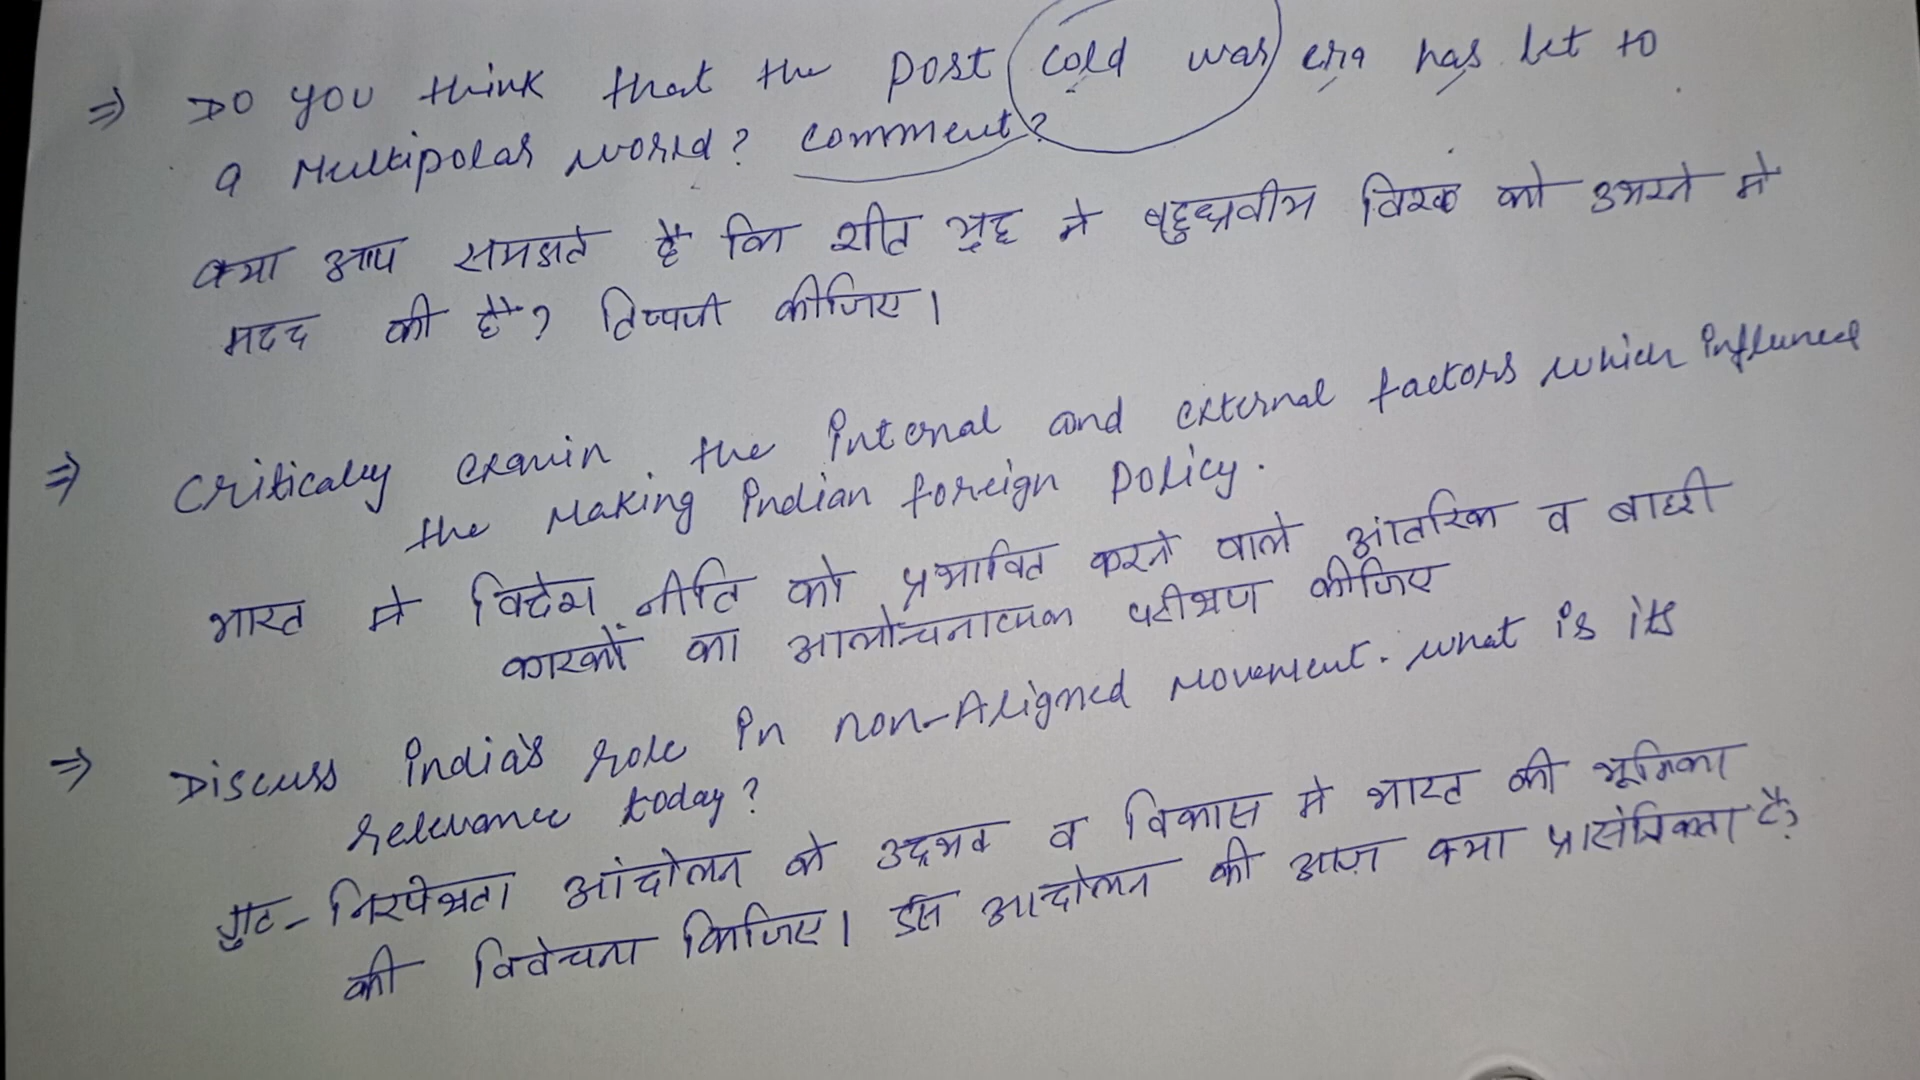 ⇒ Do you think that the post cold war era has let to
a Multipolar world? comment?
क्या आप समझते है कि शीत युद्ध ने बहुध्रुवीय विश्व को उभरने मे
मदद की है? टिप्पणी कीजिए।
⇒ Critically examin. the internal and external factors which influnce
the Making indian foreign policy.
भारत मे विदेश नीति को प्रभावित करने वाले आंतरिक व बाहरी
कारकों का आलोचनात्मक परीक्षण कीजिए
⇒ Discuss india's role in non-Aligned Movement. what is its
relevance today?
गुट-निरपेक्षता आंदोलन के उद्भव व विकास मे भारत की भूमिका
की विवेचना किजिए। इस आन्दोलन की आज क्या प्रासंगिकता है?